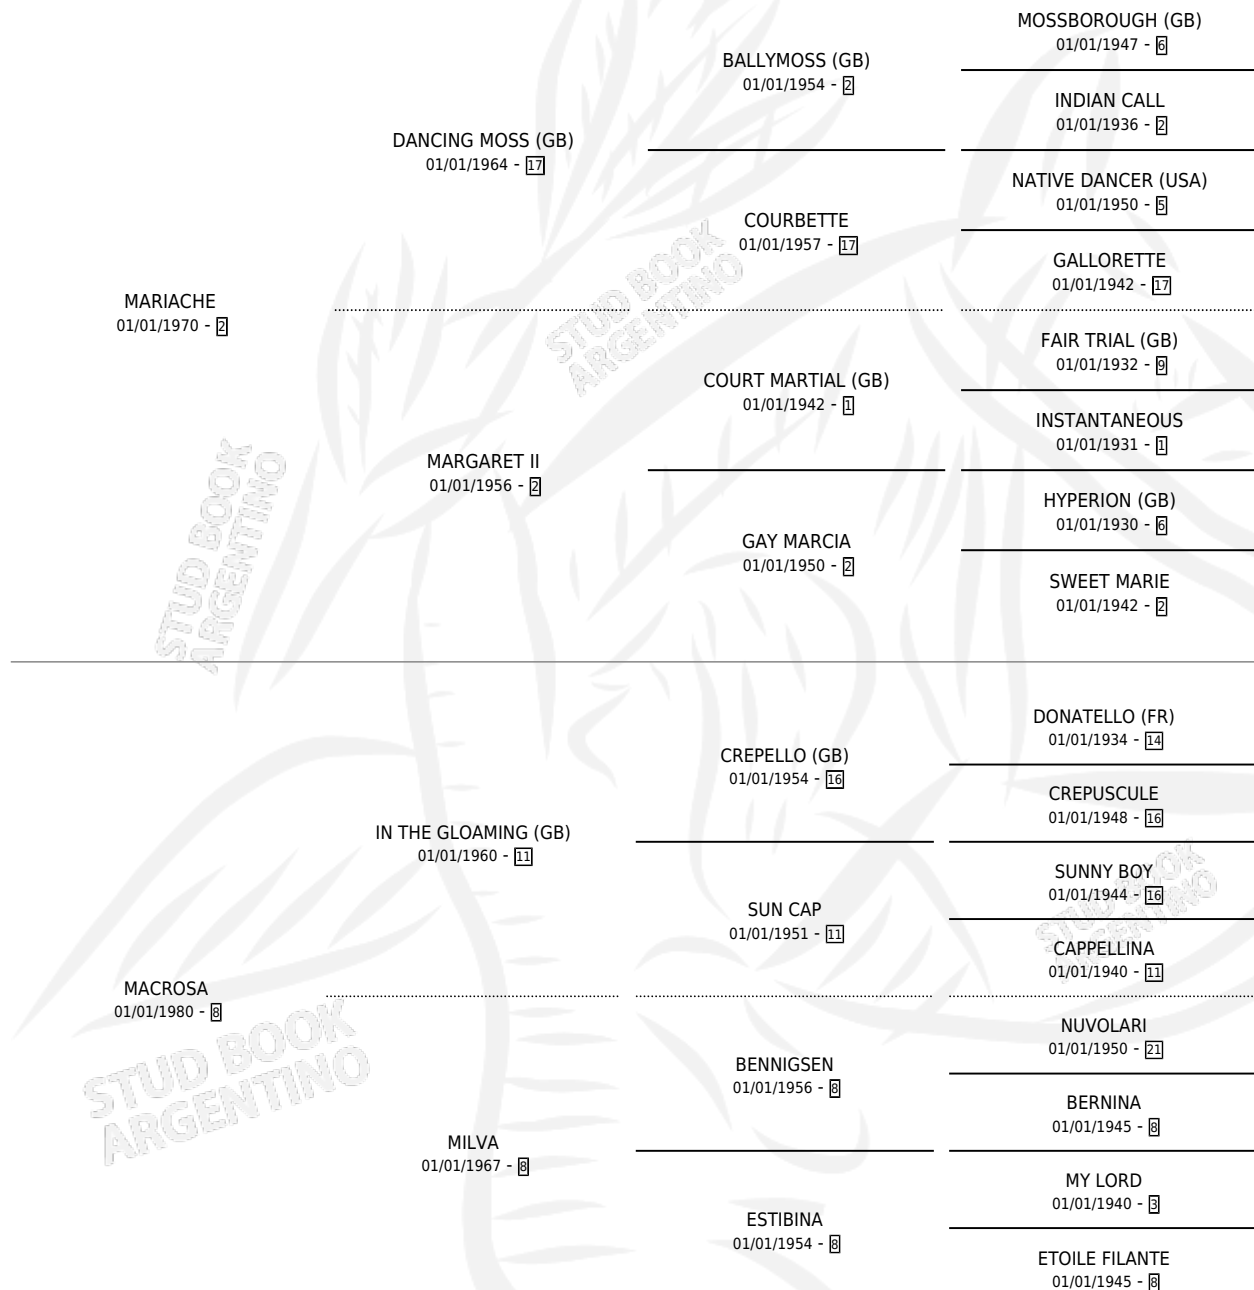 MARIACHE
01/01/1970 - 2
DANCING MOSS (GB)
01/01/1964 - 17
BALLYMOSS (GB)
01/01/1954 - 2
MOSSBOROUGH (GB)
01/01/1947 - 6
INDIAN CALL
01/01/1936 - 2
COURBETTE
01/01/1957 - 17
NATIVE DANCER (USA)
01/01/1950 - 5
GALLORETTE
01/01/1942 - 17
MARGARET II
01/01/1956 - 2
COURT MARTIAL (GB)
01/01/1942 - 1
FAIR TRIAL (GB)
01/01/1932 - 9
INSTANTANEOUS
01/01/1931 - 1
GAY MARCIA
01/01/1950 - 2
HYPERION (GB)
01/01/1930 - 6
SWEET MARIE
01/01/1942 - 2
MACROSA
01/01/1980 - 8
IN THE GLOAMING (GB)
01/01/1960 - 11
CREPELLO (GB)
01/01/1954 - 16
DONATELLO (FR)
01/01/1934 - 14
CREPUSCULE
01/01/1948 - 16
SUN CAP
01/01/1951 - 11
SUNNY BOY
01/01/1944 - 16
CAPPELLINA
01/01/1940 - 11
MILVA
01/01/1967 - 8
BENNIGSEN
01/01/1956 - 8
NUVOLARI
01/01/1950 - 21
BERNINA
01/01/1945 - 8
ESTIBINA
01/01/1954 - 8
MY LORD
01/01/1940 - 3
ETOILE FILANTE
01/01/1945 - 8
STUD BOOK
ARGENTINO
STUD BOOK
ARGENTINO
STUD BOOK
ARGENTINO
STUD BOOK
ARGENTINO